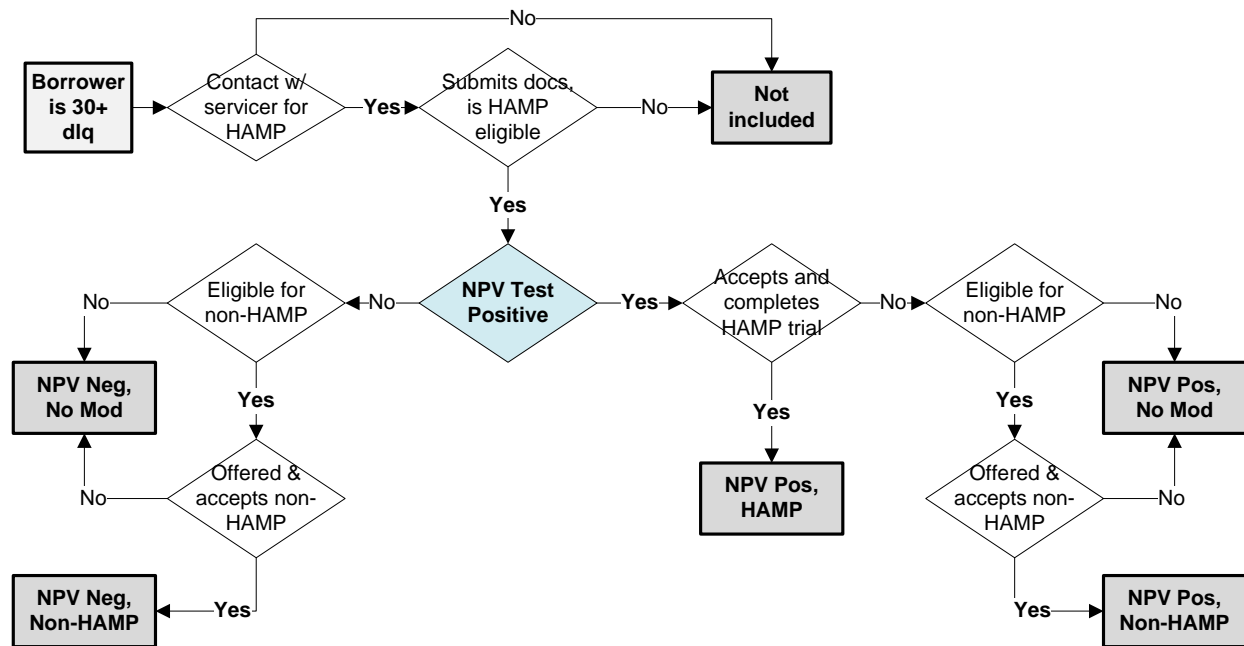 No
Borrower
is 30+
dlq
Contact w/
servicer for
HAMP
Yes
Submits docs,
is HAMP
eligible
No
Not
included
Yes
No
Eligible for
non-HAMP
No
NPV Test
Positive
Yes
Accepts and
completes
HAMP trial
No
Eligible for
non-HAMP
No
NPV Neg,
No Mod
Yes
Yes
Yes
NPV Pos,
No Mod
No
Offered &
accepts non-
HAMP
NPV Pos,
HAMP
Offered &
accepts non-
HAMP
No
NPV Neg,
Non-HAMP
Yes
Yes
NPV Pos,
Non-HAMP